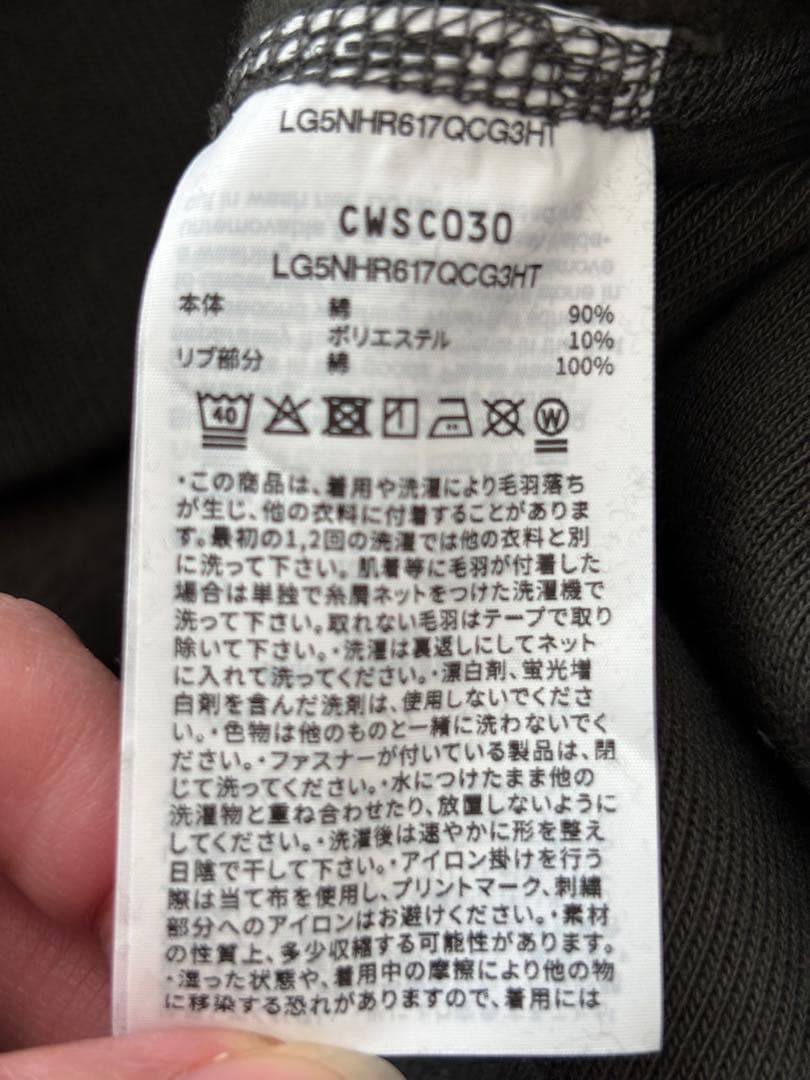 LG5NHR617QCG3HT
CWSC030
LG5NHR617QCG3HT
本体 綿 90%
ポリエステル 10%
リブ部分 綿 100%
40 W
・この商品は、着用や洗濯により毛羽落ち
が生じ、他の衣料に付着することがありま
す。最初の1,2回の洗濯では他の衣料と別
に洗って下さい。肌着等に毛羽が付着した
場合は単独で糸屑ネットをつけた洗濯機で
洗って下さい。取れない毛羽はテープで取り
除いて下さい。・洗濯は裏返しにしてネット
に入れて洗ってください。・漂白剤、蛍光増
白剤を含んだ洗剤は、使用しないでくださ
い。・色物は他のものと一緒に洗わないでく
ださい。・ファスナーが付いている製品は、閉
じて洗ってください。・水につけたまま他の
洗濯物と重ね合わせたり、放置しないように
してください。・洗濯後は速やかに形を整え
日陰で干して下さい。・アイロン掛けを行う
際は当て布を使用し、プリントマーク、刺繍
部分へのアイロンはお避けください。・素材
の性質上、多少収縮する可能性があります。
・湿った状態や、着用中の摩擦により他の物
に移染する恐れがありますので、着用には